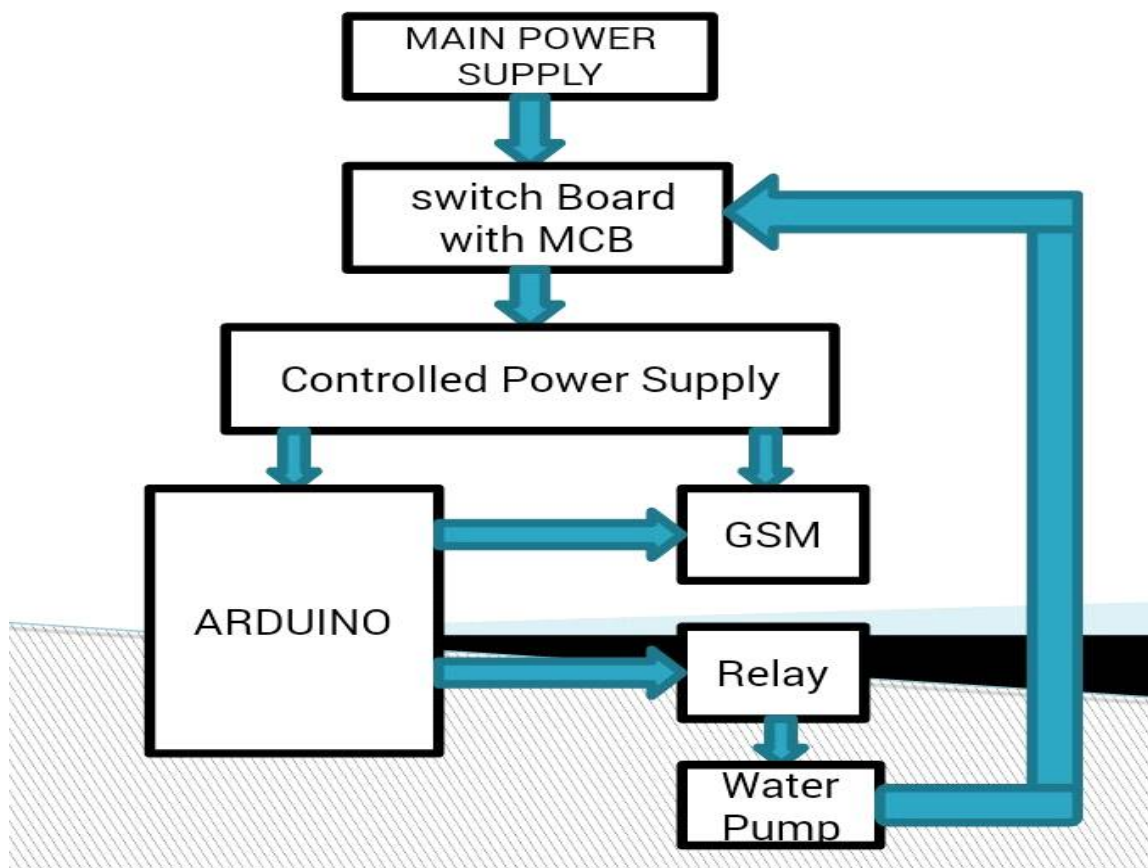 MAIN POWER
SUPPLY
switch Board
with MCB
Controlled Power Supply
ARDUINO
GSM
Relay
Water
Pump